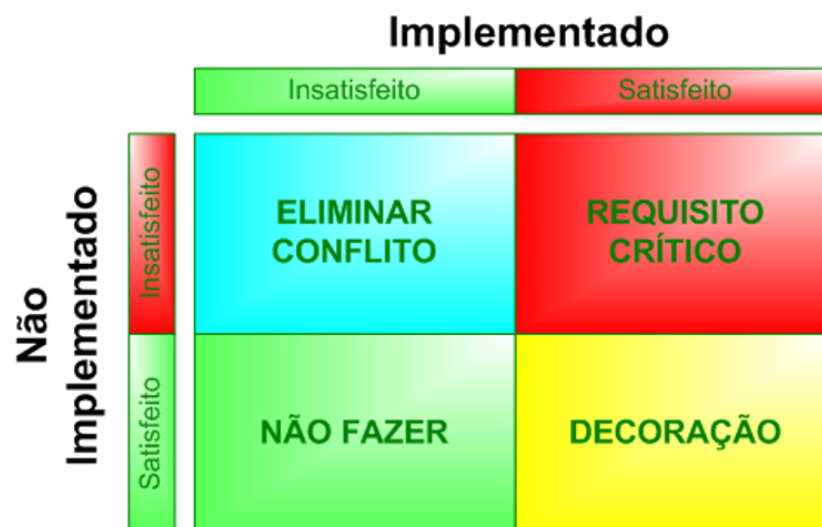 Implementado
Insatisfeito
Satisfeito
Não
Implementado
Insatisfeito
ELIMINAR
CONFLITO
REQUISITO
CRÍTICO
Satisfeito
NÃO FAZER
DECORAÇÃO